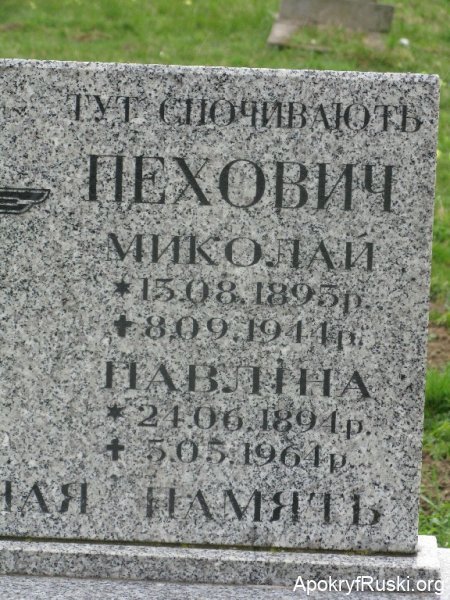 ТУТ СПОЧИВАЮТЬ
ПЕХОВИЧ
МИКОЛАЙ
*15.08.1895р.
+8.09.1944р.
ПАВЛІНА
*24.06.1894р.
+5.05.1964р.
НАЯ ПАМЯТЬ
ApokryfRuski.org